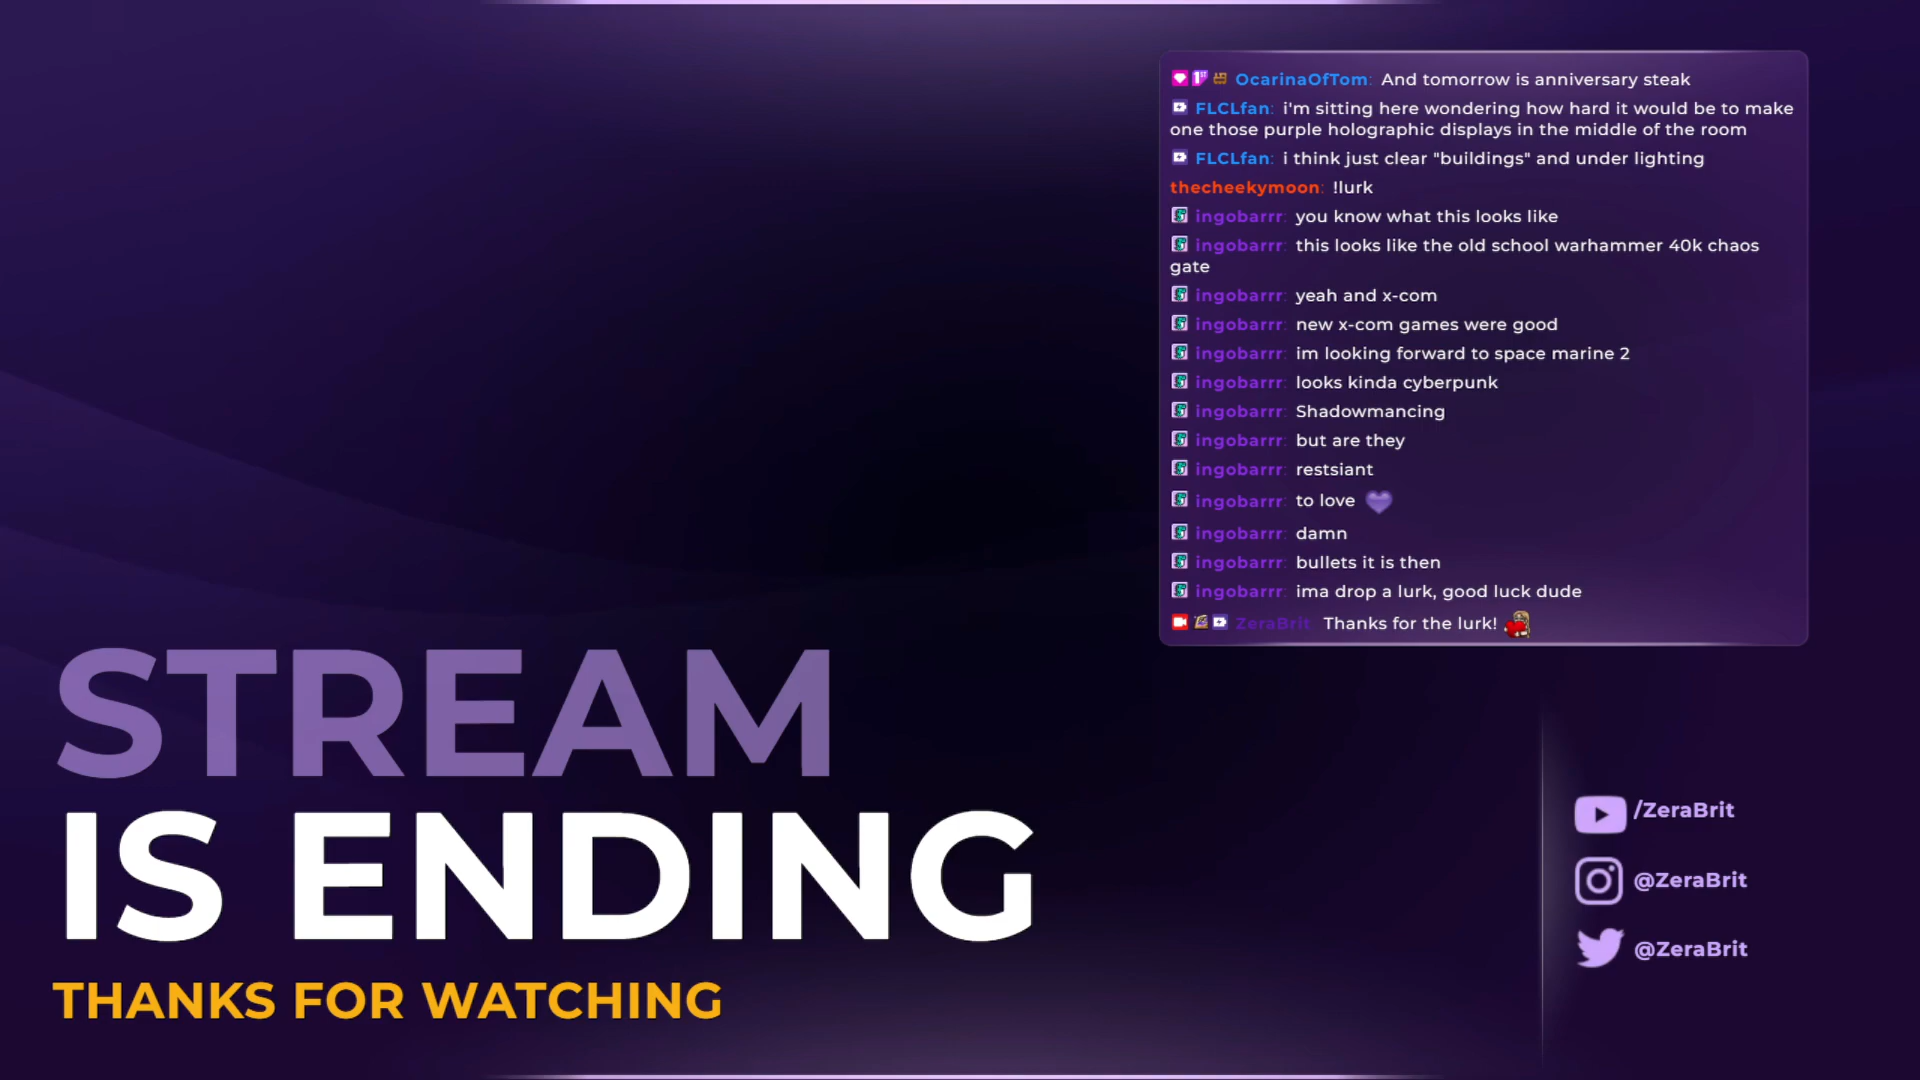 OcarinaOfTom: And tomorrow is anniversary steak
FLCLfan: i'm sitting here wondering how hard it would be to make
one those purple holographic displays in the middle of the room
FLCLfan: i think just clear "buildings" and under lighting
thecheekymoon: !lurk
ingobarrr: you know what this looks like
ingobarrr: this looks like the old school warhammer 40k chaos
gate
ingobarrr: yeah and x-com
ingobarrr: new x-com games were good
ingobarrr: im looking forward to space marine 2
ingobarrr: looks kinda cyberpunk
ingobarrr: Shadowmancing
ingobarrr: but are they
ingobarrr: restsiant
ingobarrr: to love
ingobarrr: damn
ingobarrr: bullets it is then
ingobarrr: ima drop a lurk, good luck dude
ZeraBrit: Thanks for the lurk!
STREAM
IS ENDING
THANKS FOR WATCHING
/ZeraBrit
@ZeraBrit
@ZeraBrit